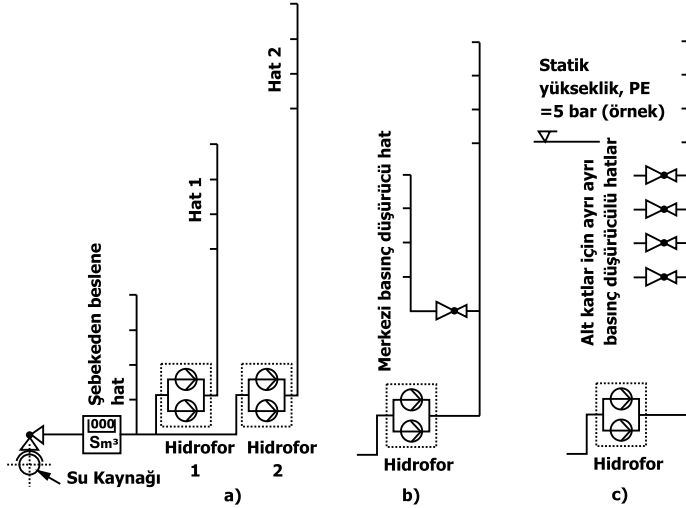 Şebekeden beslene
hat
|000|
Sm³
Su Kaynağı
Hat 1
Hidrofor
1
Hat 2
Hidrofor
2
a)
Merkezi basınç düşürücü hat
Hidrofor
b)
Statik
yükseklik, PE
=5 bar (örnek)
Alt katlar için ayrı ayrı
basınç düşürücülü hatlar
Hidrofor
c)